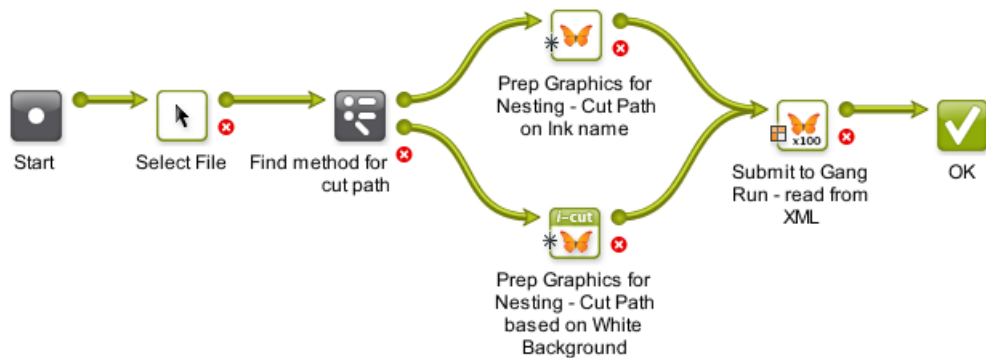 Start
Select File
Find method for
cut path
Prep Graphics for
Nesting - Cut Path
on Ink name
i-cut
Prep Graphics for
Nesting - Cut Path
based on White
Background
x100
Submit to Gang
Run - read from
XML
OK